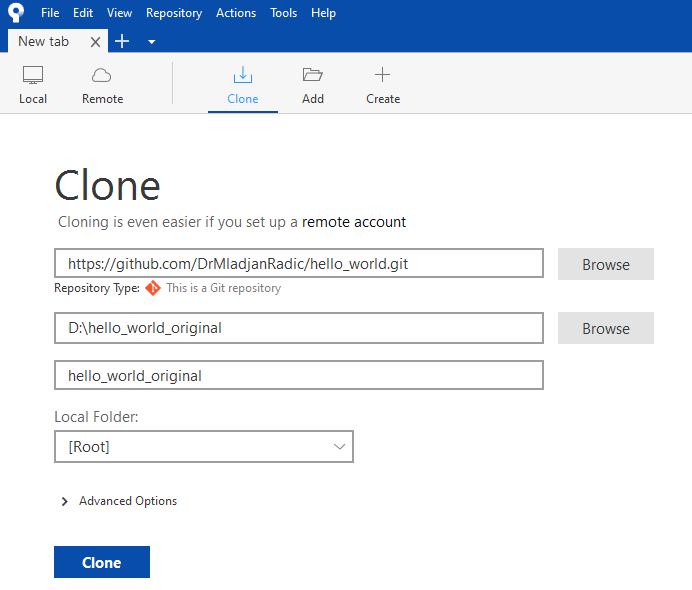 File Edit View Repository Actions Tools Help
New tab
Local Remote Clone Add Create
Clone
Cloning is even easier if you set up a remote account
https://github.com/DrMladjanRadic/hello_world.git Browse
Repository Type: This is a Git repository
D:\hello_world_original Browse
hello_world_original
Local Folder:
[Root]
Advanced Options
Clone